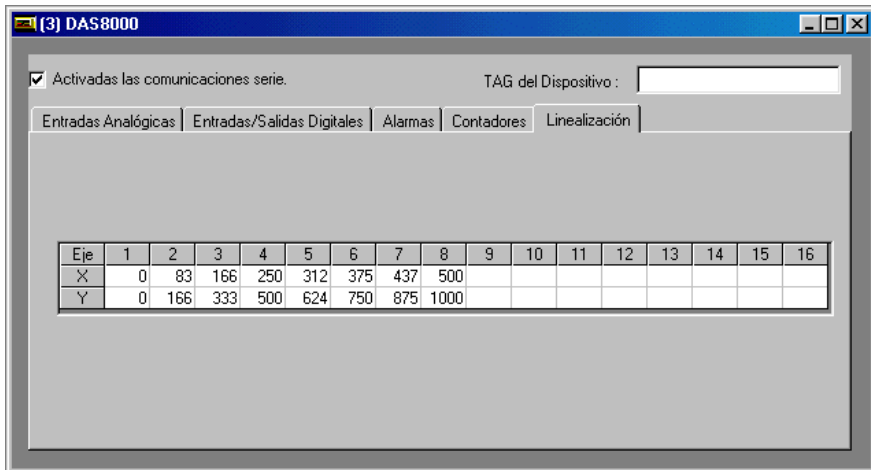 (3) DAS8000
Activadas las comunicaciones serie. TAG del Dispositivo :
Entradas Analógicas Entradas/Salidas Digitales Alarmas Contadores Linealización
Eje 1 2 3 4 5 6 7 8 9 10 11 12 13 14 15 16
X 0 83 166 250 312 375 437 500
Y 0 166 333 500 624 750 875 1000